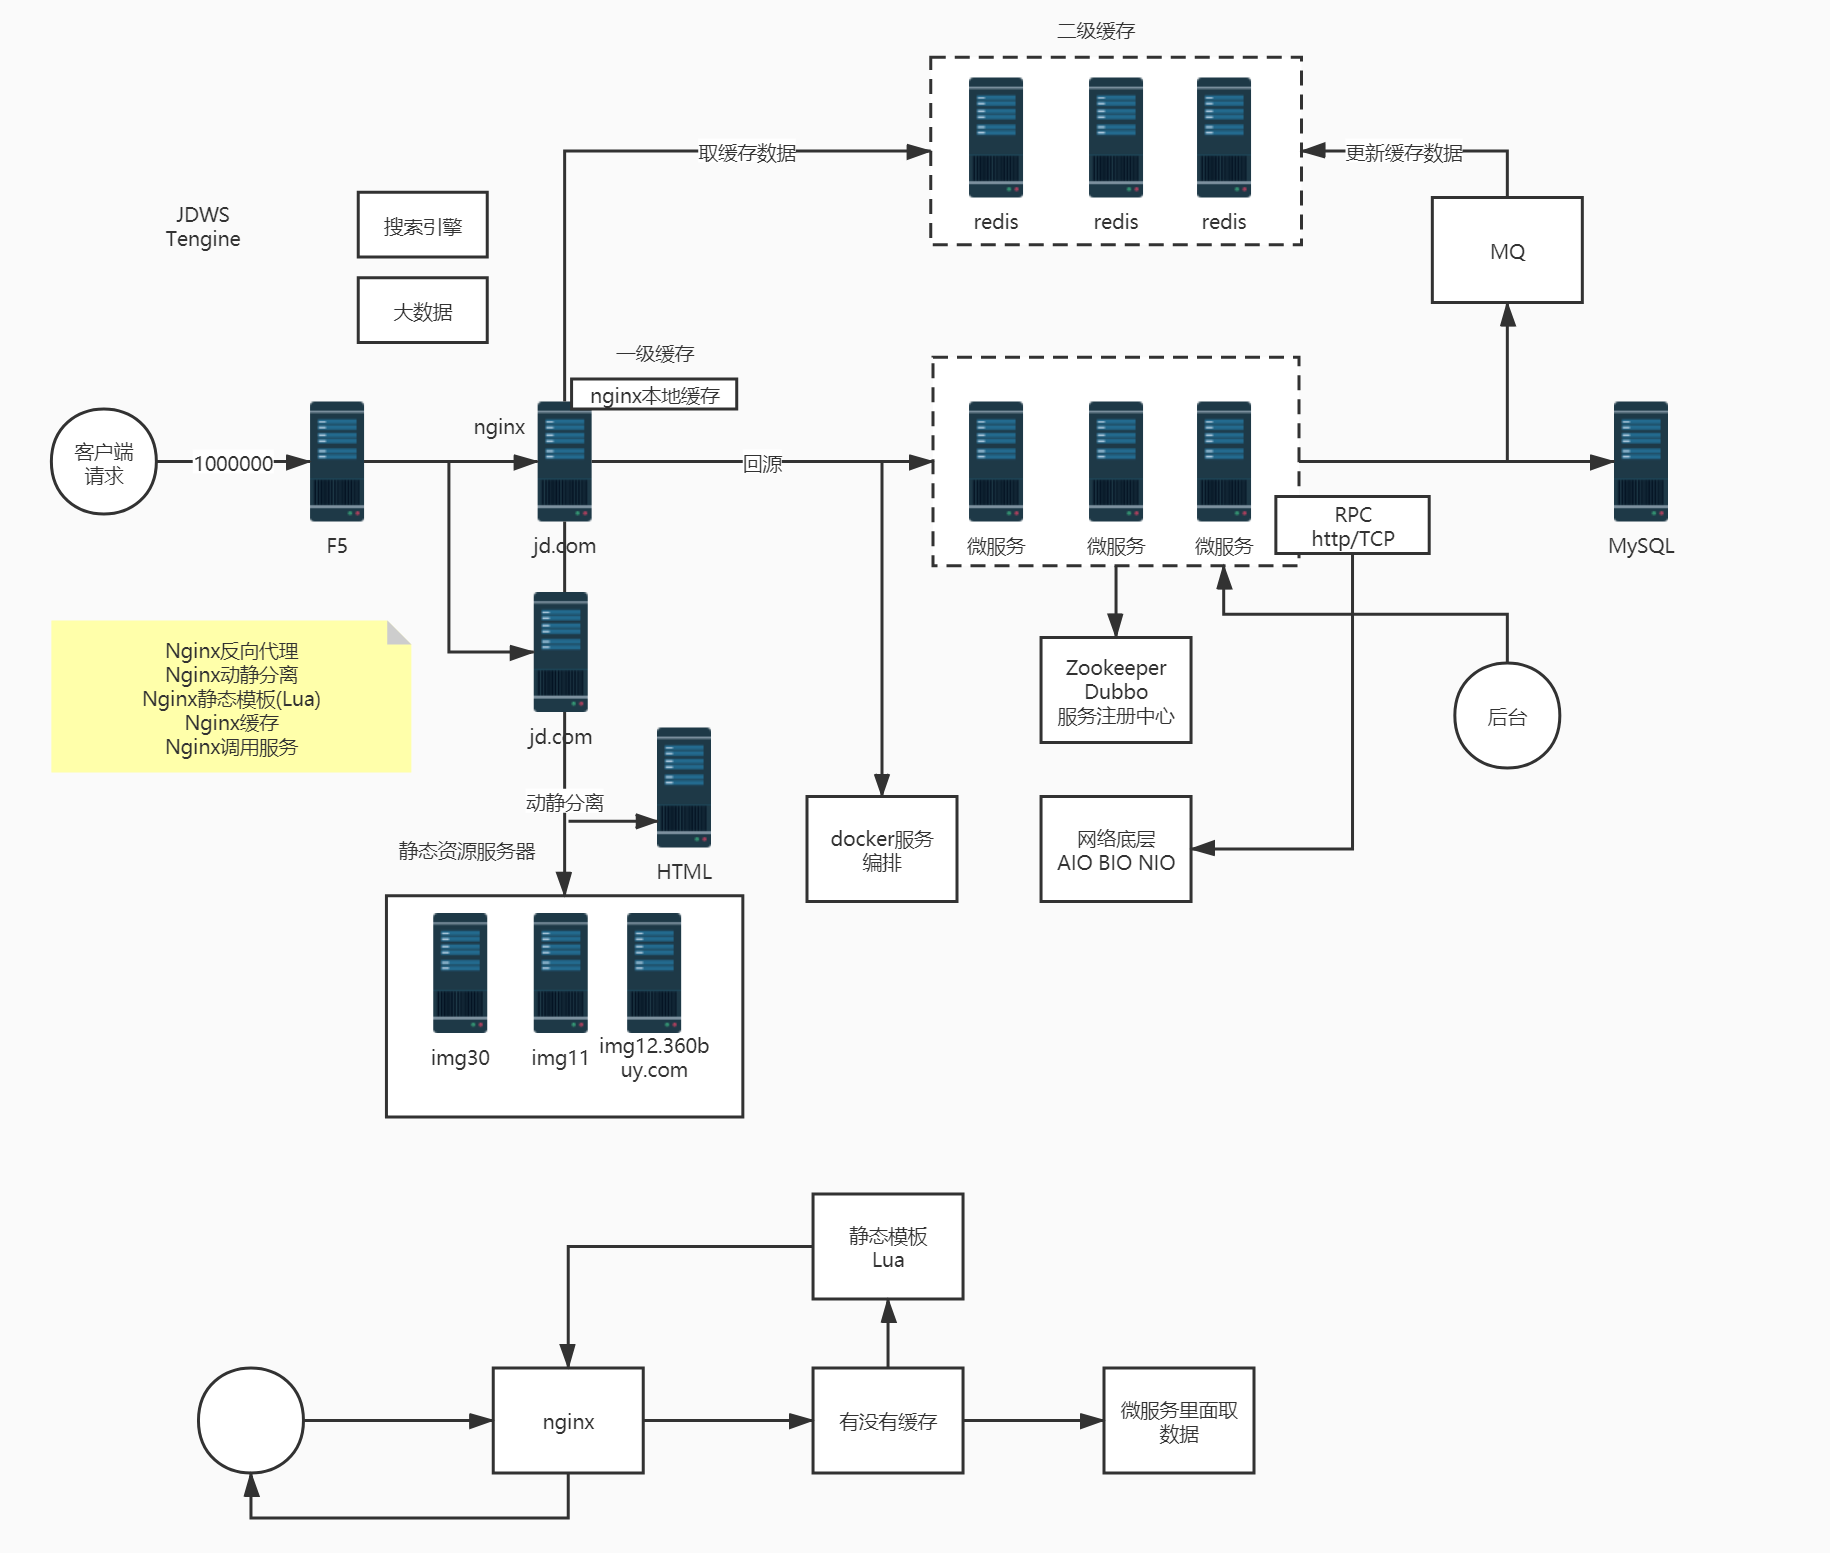 二级缓存
取缓存数据
更新缓存数据
redis
redis
redis
MQ
JDWS
Tengine
搜索引擎
大数据
一级缓存
nginx本地缓存
nginx
客户端
请求
1000000
F5
jd.com
回源
微服务
微服务
微服务
RPC
http/TCP
MySQL
Nginx反向代理
Nginx动静分离
Nginx静态模板(Lua)
Nginx缓存
Nginx调用服务
jd.com
Zookeeper
Dubbo
服务注册中心
后台
动静分离
静态资源服务器
HTML
docker服务
编排
网络底层
AIO BIO NIO
img30
img11
img12.360b
uy.com
静态模板
Lua
nginx
有没有缓存
微服务里面取
数据